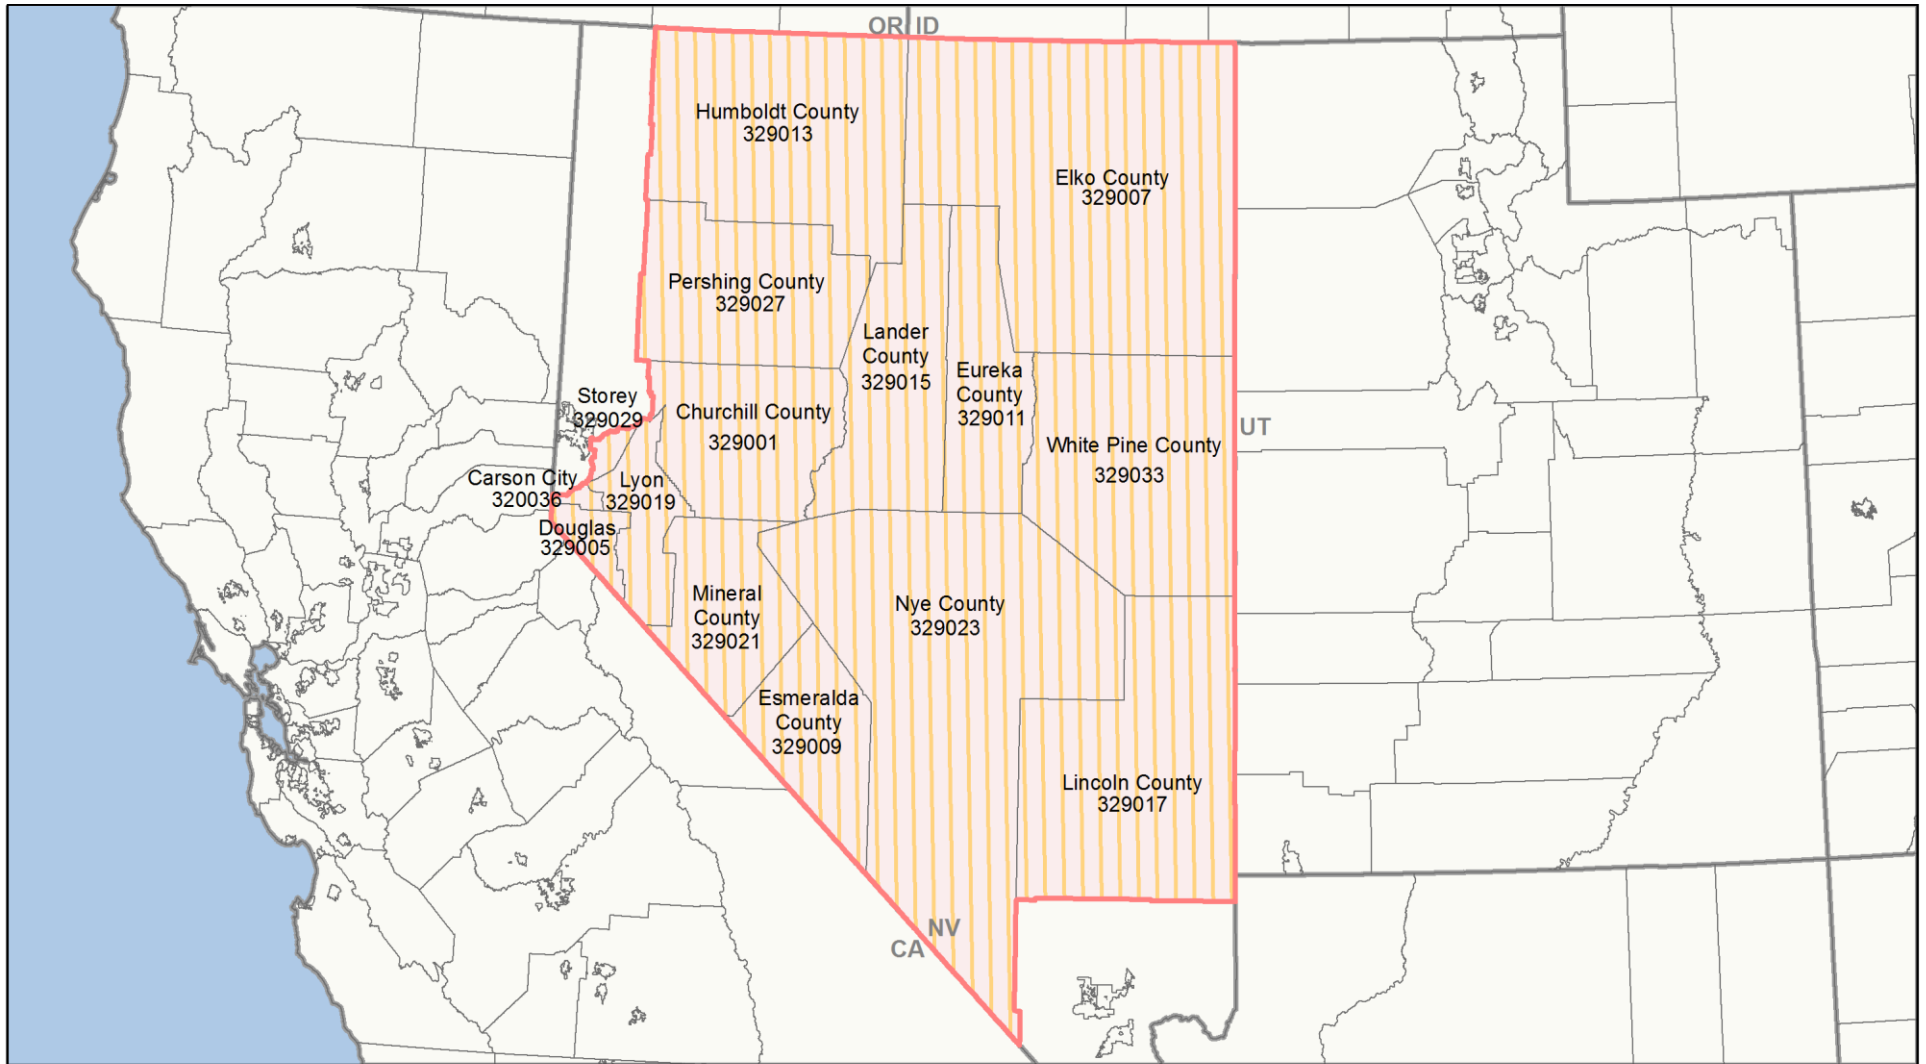 OR ID
Humboldt County
329013
Elko County
329007
Pershing County
329027
Lander
County
329015
Eureka
County
329011
Storey
329029
Churchill County
329001
UT
White Pine County
329033
Carson City
320036
Lyon
329019
Douglas
329005
Mineral
County
329021
Nye County
329023
Esmeralda
County
329009
Lincoln County
329017
NV
CA